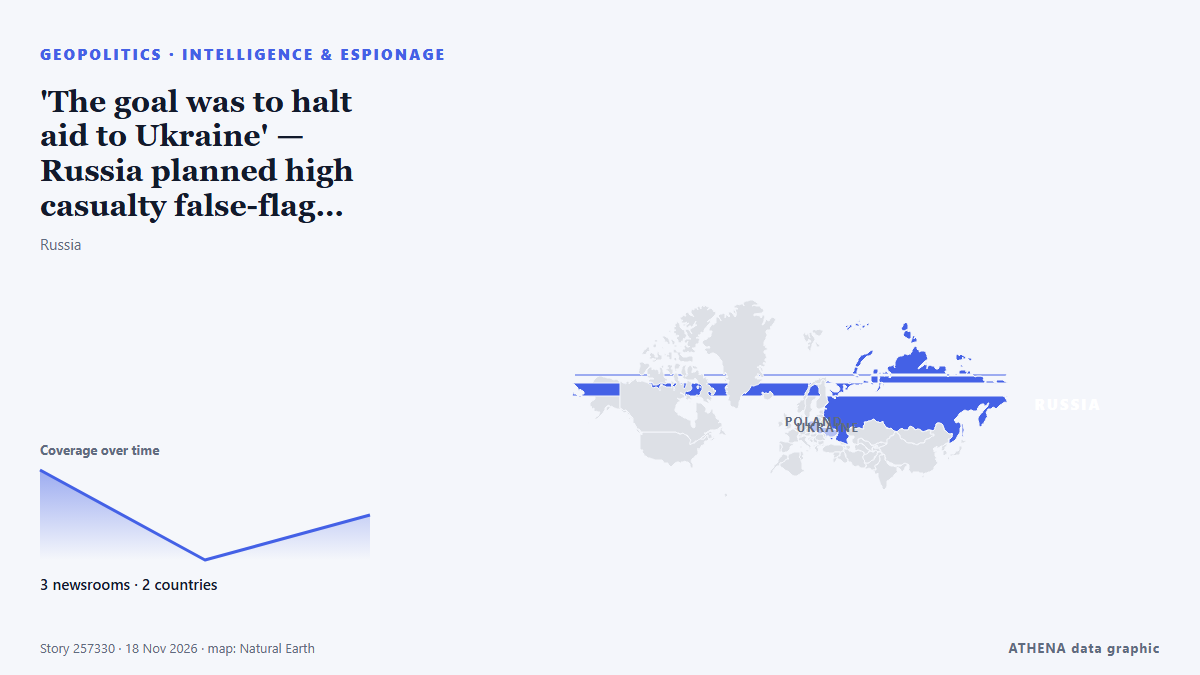 GEOPOLITICS · INTELLIGENCE & ESPIONAGE
'The goal was to halt
aid to Ukraine' —
Russia planned high
casualty false-flag...
Russia
RUSSIA
POLAND
UKRAINE
Coverage over time
3 newsrooms · 2 countries
Story 257330 · 18 Nov 2026 · map: Natural Earth
ATHENA data graphic